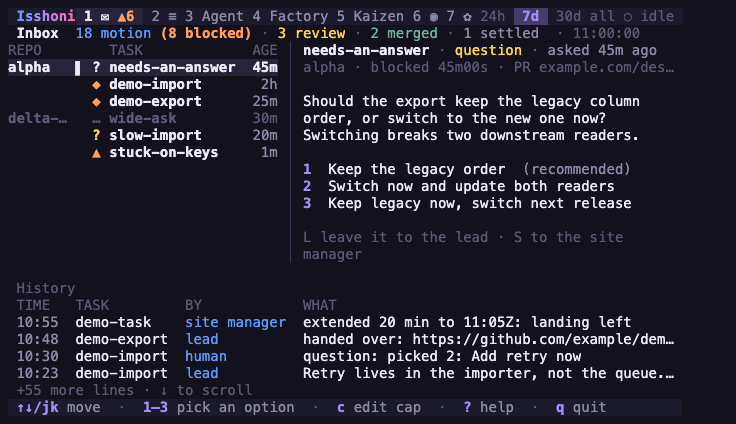 Isshoni 1 ✉ ▲6 2 ≡ 3 Agent 4 Factory 5 Kaizen 6 ◉ 7 ✿ 24h 7d 30d all ○ idle
Inbox 18 motion (8 blocked) · 3 review · 2 merged · 1 settled · 11:00:00
REPO TASK AGE
alpha ? needs-an-answer 45m
◆ demo-import 2h
◆ demo-export 25m
delta-… … wide-ask 30m
? slow-import 20m
▲ stuck-on-keys 1m
needs-an-answer · question · asked 45m ago
alpha · blocked 45m00s · PR example.com/des…
Should the export keep the legacy column
order, or switch to the new one now?
Switching breaks two downstream readers.
1 Keep the legacy order (recommended)
2 Switch now and update both readers
3 Keep legacy now, switch next release
L leave it to the lead · S to the site
manager
History
TIME TASK BY WHAT
10:55 demo-task site manager extended 20 min to 11:05Z: landing left
10:48 demo-export lead handed over: https://github.com/example/dem…
10:30 demo-import human question: picked 2: Add retry now
10:23 demo-import lead Retry lives in the importer, not the queue.…
+55 more lines · ↓ to scroll
↑↓/jk move · 1–3 pick an option · c edit cap · ? help · q quit